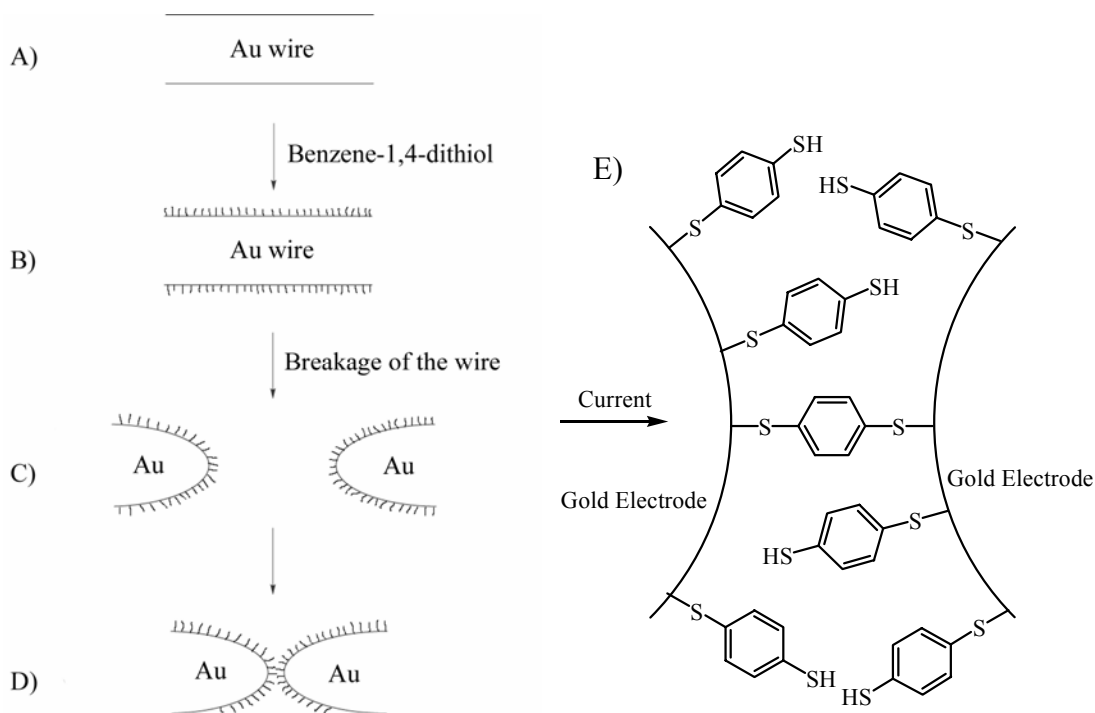 A)
Au wire
Benzene-1,4-dithiol
B)
Au wire
Breakage of the wire
C)
Au
Au
D)
Au
Au
E)
SH
HS
S
S
SH
S
Current
S
S
Gold Electrode
Gold Electrode
S
HS
S
S
SH
HS